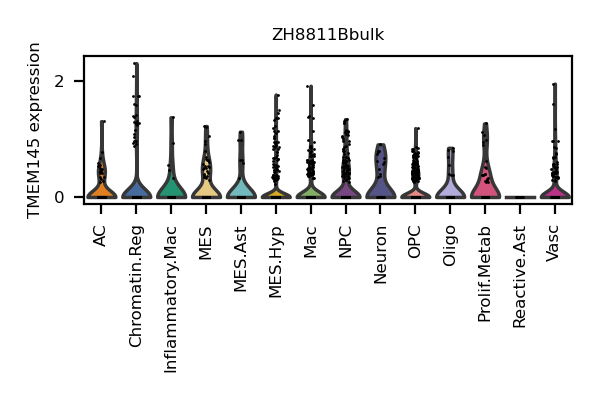 ZH8811Bbulk
TMEM145 expression
2
0
AC
Chromatin.Reg
Inflammatory.Mac
MES
MES.Ast
MES.Hyp
Mac
NPC
Neuron
OPC
Oligo
Prolif.Metab
Reactive.Ast
Vasc